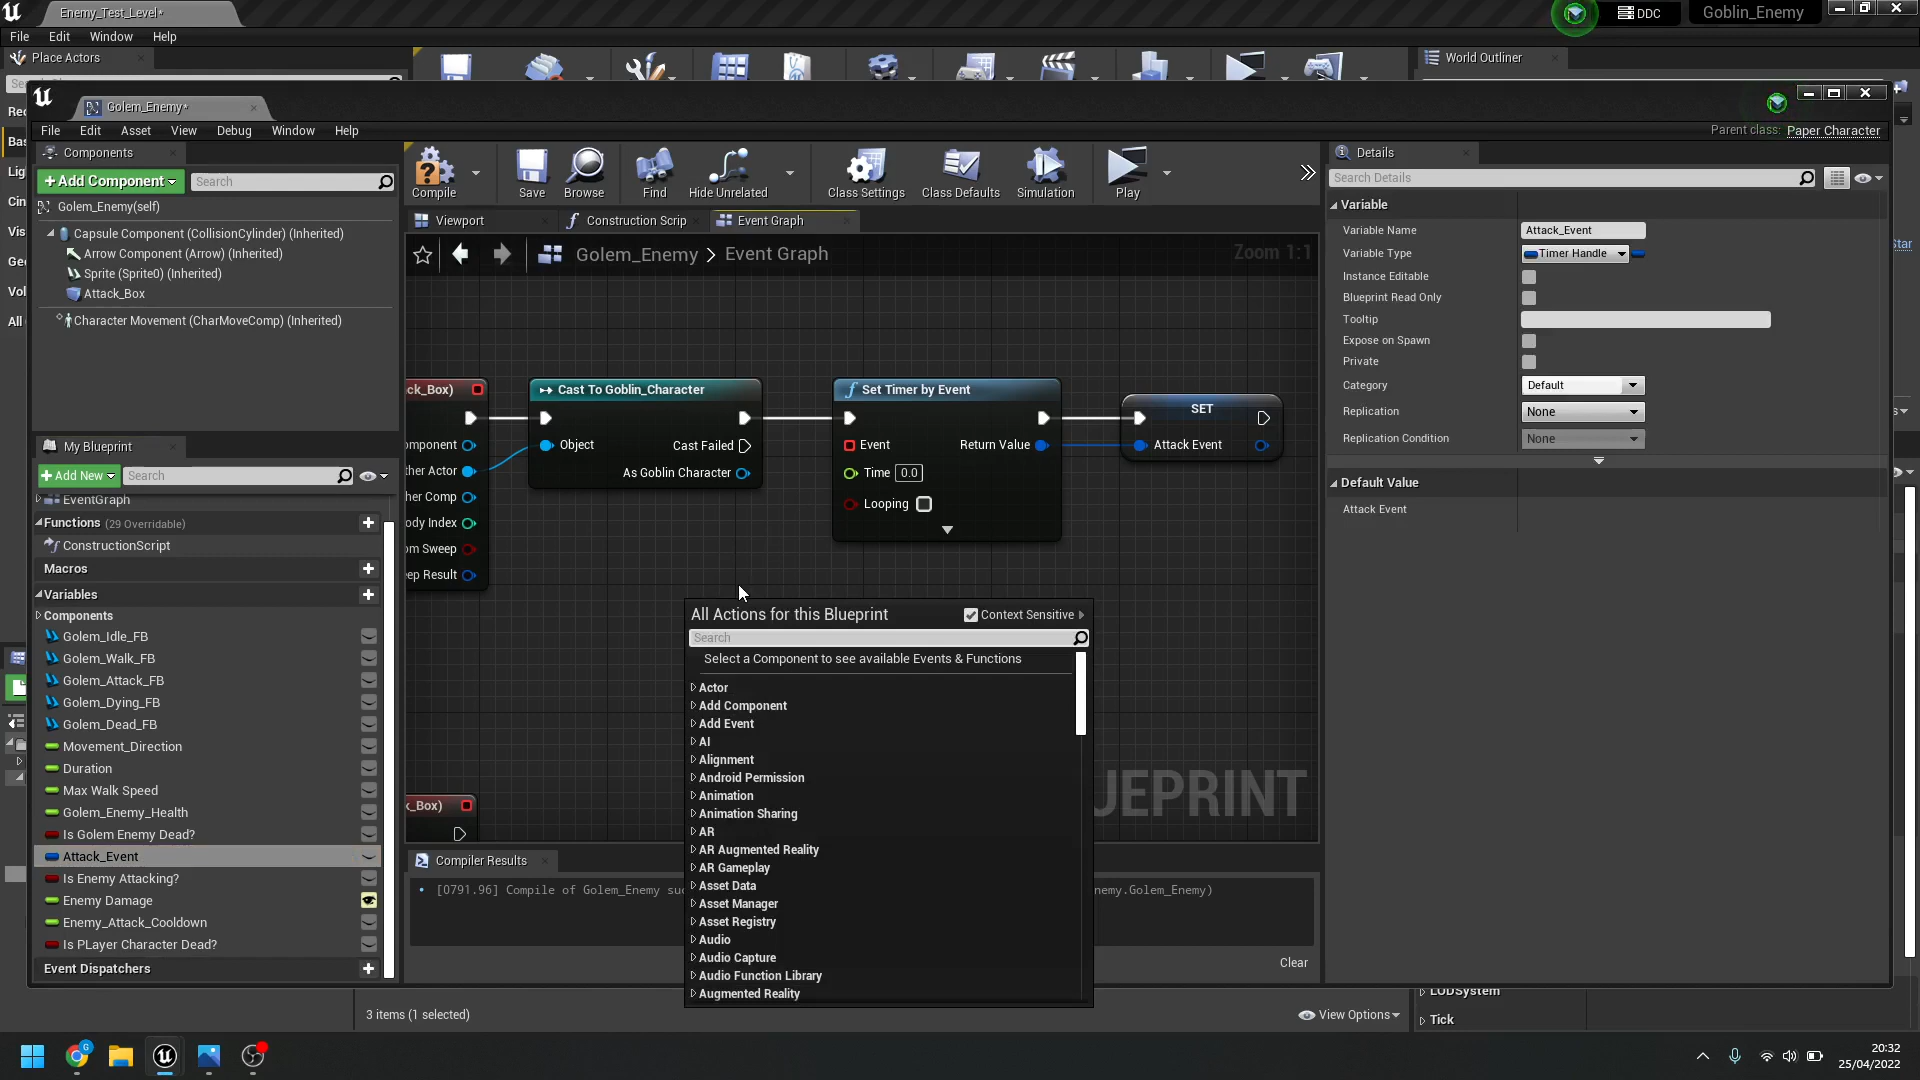 Enemy_Test_Level*
DDC
Goblin_Enemy
File Edit Window Help
Place Actors
World Outliner
Golem_Enemy*
File Edit Asset View Debug Window Help
Parent class: Paper Character
Components
+ Add Component
Search
Golem_Enemy(self)
Capsule Component (CollisionCylinder) (Inherited)
Arrow Component (Arrow) (Inherited)
Sprite (Sprite0) (Inherited)
Attack_Box
Character Movement (CharMoveComp) (Inherited)
My Blueprint
+ Add New
Search
EventGraph
Functions (29 Overridable)
ConstructionScript
Macros
Variables
Components
Golem_Idle_FB
Golem_Walk_FB
Golem_Attack_FB
Golem_Dying_FB
Golem_Dead_FB
Movement_Direction
Duration
Max Walk Speed
Golem_Enemy_Health
Is Golem Enemy Dead?
Attack_Event
Is Enemy Attacking?
Enemy Damage
Enemy_Attack_Cooldown
Is PLayer Character Dead?
Event Dispatchers
Compile
Save
Browse
Find
Hide Unrelated
Class Settings
Class Defaults
Simulation
Play
Viewport
Construction Scrip
Event Graph
Golem_Enemy > Event Graph
Zoom 1:1
ck_Box)
omponent
ther Actor
her Comp
ody Index
om Sweep
ep Result
Cast To Goblin_Character
Object
Cast Failed
As Goblin Character
Set Timer by Event
Event
Return Value
Time 0.0
Looping
SET
Attack Event
k_Box)
UEPRINT
All Actions for this Blueprint
Context Sensitive
Search
Select a Component to see available Events & Functions
Actor
Add Component
Add Event
AI
Alignment
Android Permission
Animation
Animation Sharing
AR
AR Augmented Reality
AR Gameplay
Asset Data
Asset Manager
Asset Registry
Audio
Audio Capture
Audio Function Library
Augmented Reality
Compiler Results
[0791.96] Compile of Golem_Enemy suc
nemy.Golem_Enemy)
Clear
Details
Search Details
Variable
Variable Name Attack_Event
Variable Type Timer Handle
Instance Editable
Blueprint Read Only
Tooltip
Expose on Spawn
Private
Category Default
Replication None
Replication Condition None
Default Value
Attack Event
3 items (1 selected)
View Options
LODSystem
Tick
20:32
25/04/2022